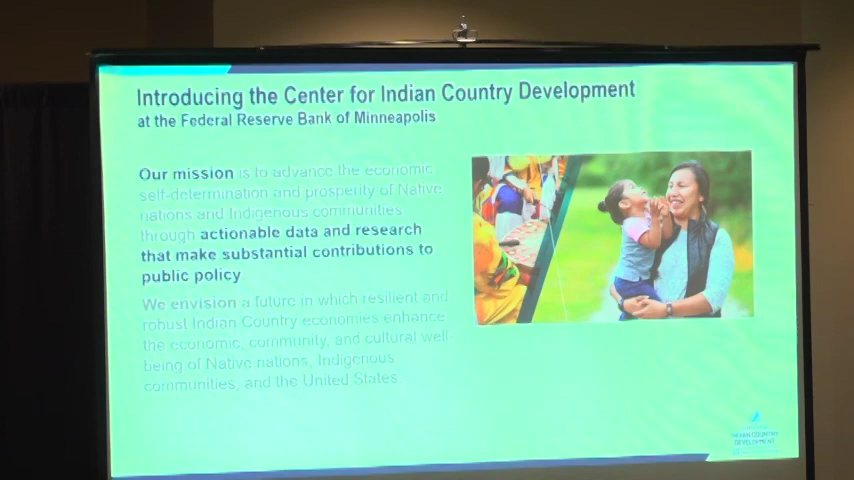 Introducing the Center for Indian Country Development
at the Federal Reserve Bank of Minneapolis
Our mission is to advance the economic
self-determination and prosperity of Native
nations and Indigenous communities
through actionable data and research
that make substantial contributions to
public policy
We envision a future in which resilient and
robust Indian Country economies enhance
the economic, community, and cultural well-
being of Native nations, Indigenous
communities, and the United States.
INDIAN COUNTRY
DEVELOPMENT